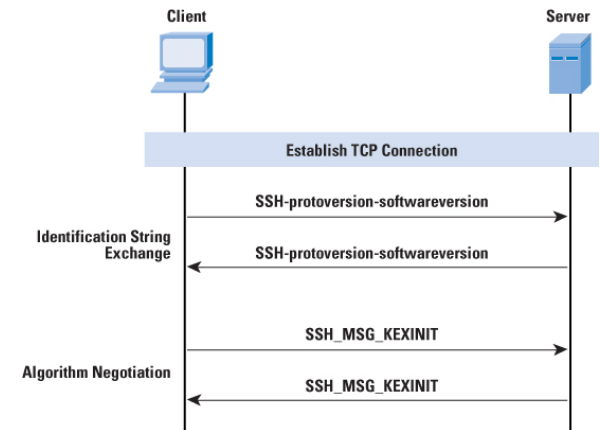 Client
Server
Establish TCP Connection
SSH-protoversion-softwareversion
Identification String
Exchange
SSH-protoversion-softwareversion
SSH_MSG_KEXINIT
Algorithm Negotiation
SSH_MSG_KEXINIT